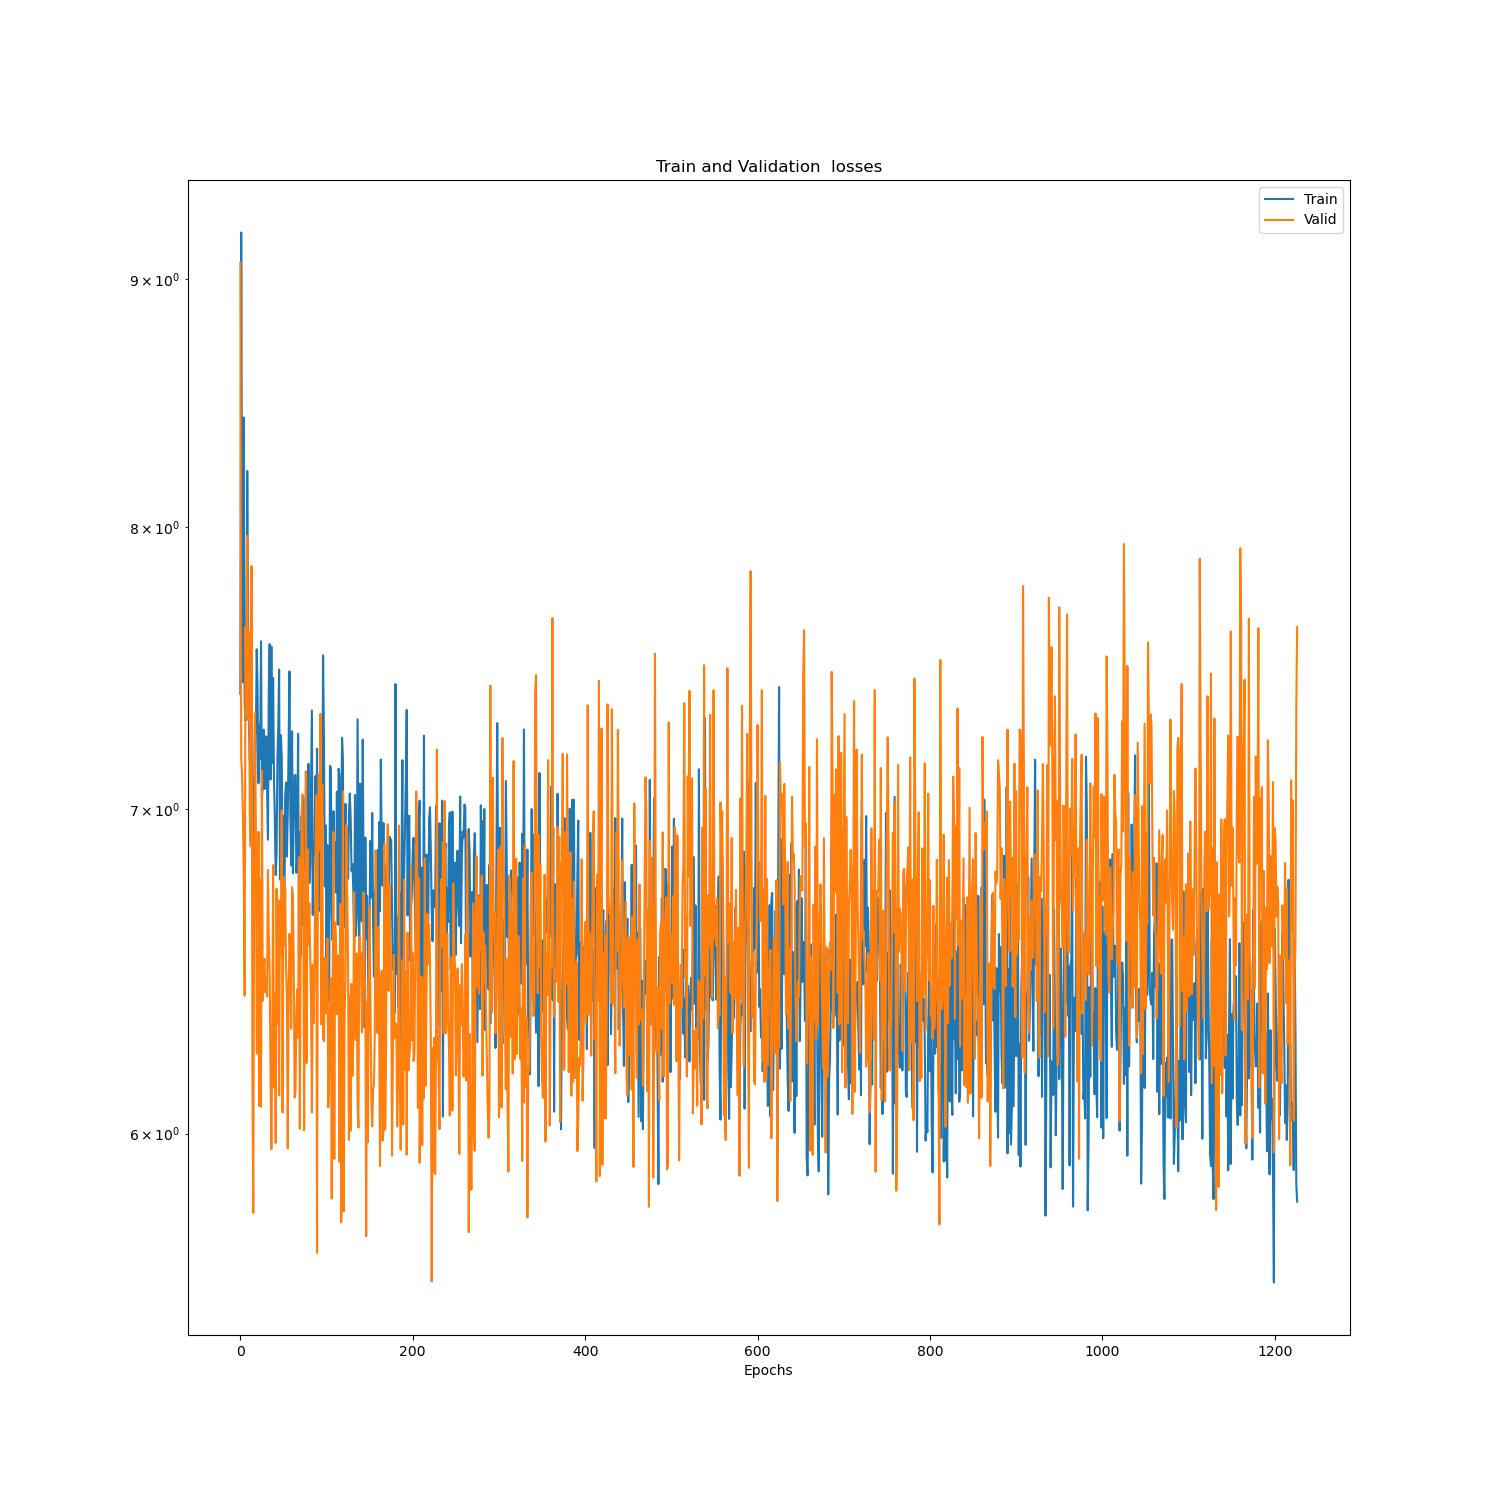 Train and Validation  losses
Train
Valid
9 × 10⁰
8 × 10⁰
7 × 10⁰
6 × 10⁰
0 200 400 600 800 1000 1200
Epochs